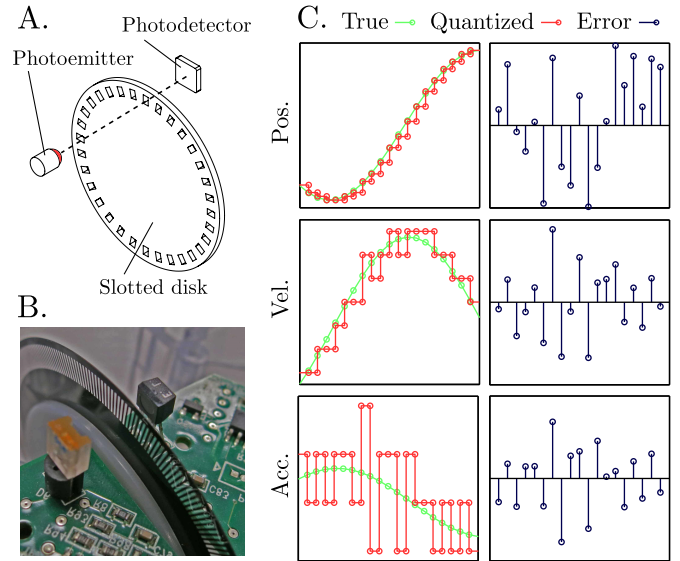 A.
Photodetector
Photoemitter
Slotted disk
B.
C. True Quantized Error
Pos.
Vel.
Acc.